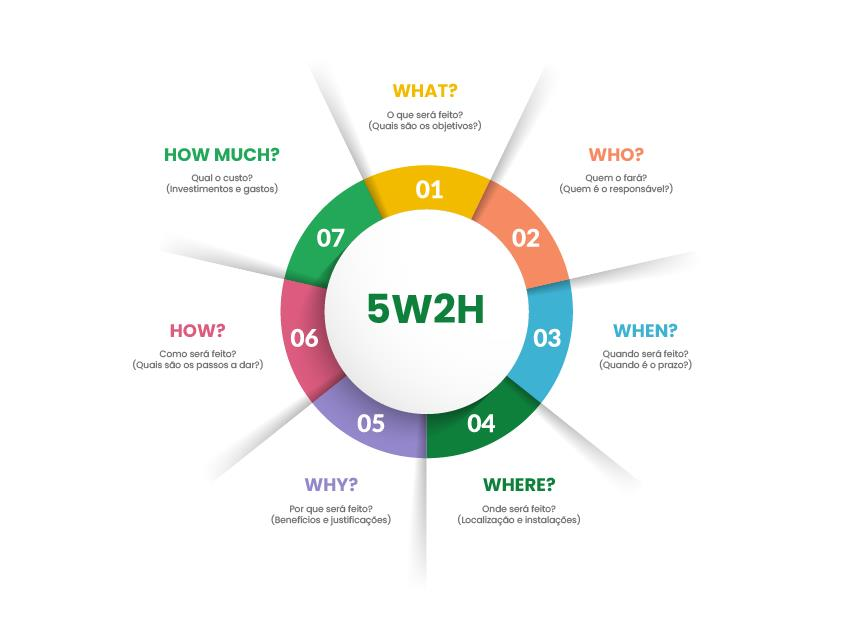 WHAT?
O que será feito?
(Quais são os objetivos?)
01
WHO?
Quem o fará?
(Quem é o responsável?)
02
WHEN?
Quando será feito?
(Quando é o prazo?)
03
WHERE?
Onde será feito?
(Localização e instalações)
04
WHY?
Por que será feito?
(Benefícios e justificações)
05
HOW?
Como será feito?
(Quais são os passos a dar?)
06
HOW MUCH?
Qual o custo?
(Investimentos e gastos)
07
5W2H